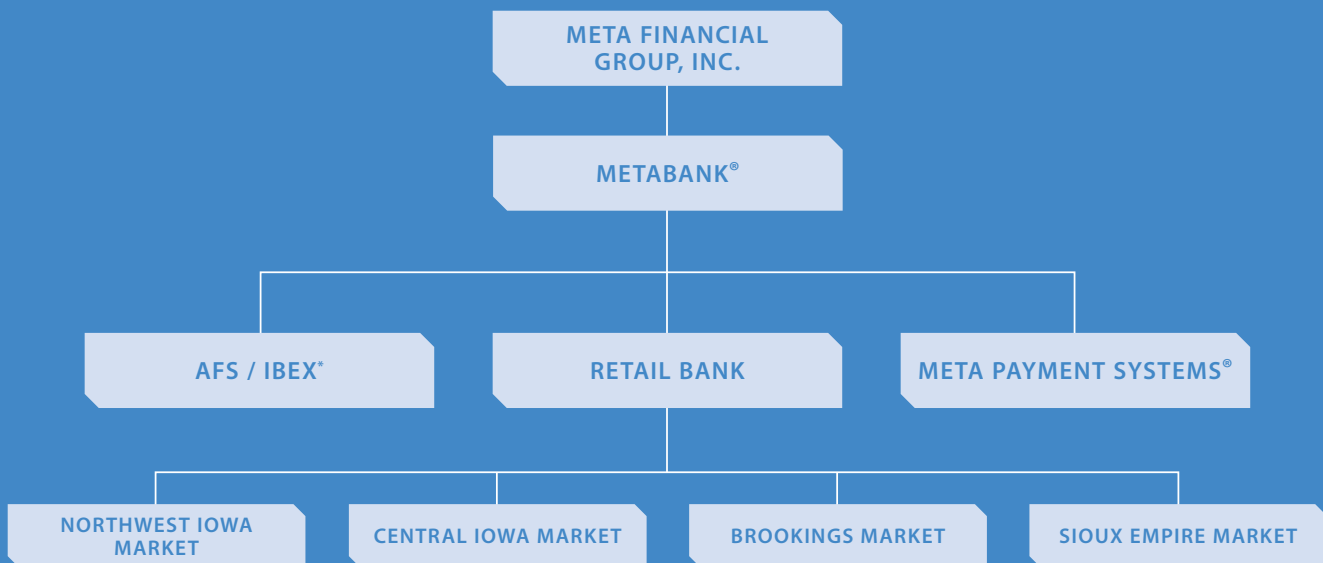 META FINANCIAL
GROUP, INC.
METABANK®
AFS / IBEX*
RETAIL BANK
META PAYMENT SYSTEMS®
NORTHWEST IOWA
MARKET
CENTRAL IOWA MARKET
BROOKINGS MARKET
SIOUX EMPIRE MARKET